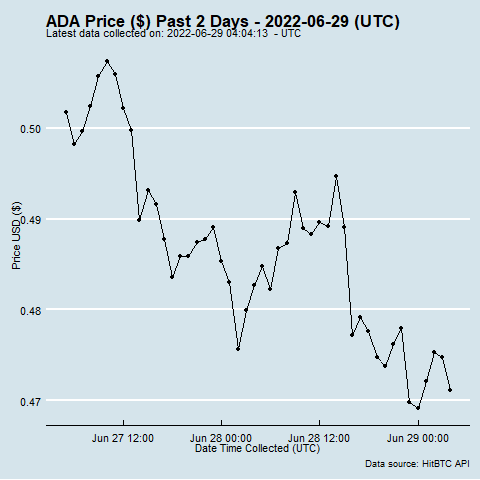 ADA Price ($) Past 2 Days - 2022-06-29 (UTC)
Latest data collected on: 2022-06-29 04:04:13 - UTC
Price USD ($)
0.50
0.49
0.48
0.47
Jun 27 12:00
Jun 28 00:00
Jun 28 12:00
Jun 29 00:00
Date Time Collected (UTC)
Data source: HitBTC API